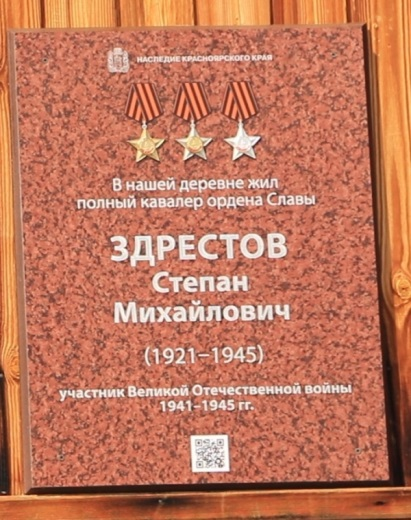 НАСЛЕДИЕ КРАСНОЯРСКОГО КРАЯ
В нашей деревне жил
полный кавалер ордена Славы
ЗДРЕСТОВ
Степан
Михайлович
(1921–1945)
участник Великой Отечественной войны
1941–1945 гг.